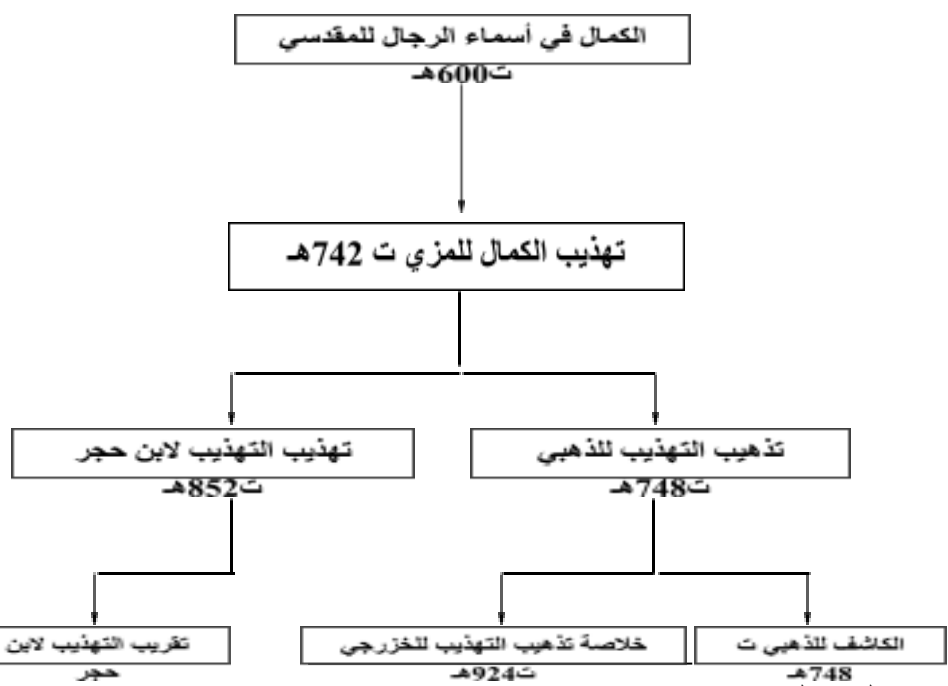 الكمال في أسماء الرجال للمقدسي
ت600هـ
تهذيب الكمال للمزي ت 742هـ
تذهيب التهذيب للذهبي
ت748هـ
تهذيب التهذيب لابن حجر
ت852هـ
الكاشف للذهبي ت
748هـ
خلاصة تذهيب التهذيب للخزرجي
ت924هـ
تقريب التهذيب لابن
حجر